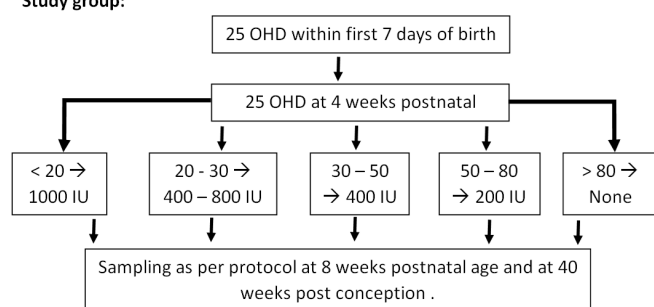 Study group:
25 OHD within first 7 days of birth
25 OHD at 4 weeks postnatal
< 20 →
1000 IU
20 - 30 →
400 – 800 IU
30 – 50
→ 400 IU
50 – 80
→ 200 IU
> 80 →
None
Sampling as per protocol at 8 weeks postnatal age and at 40
weeks post conception .